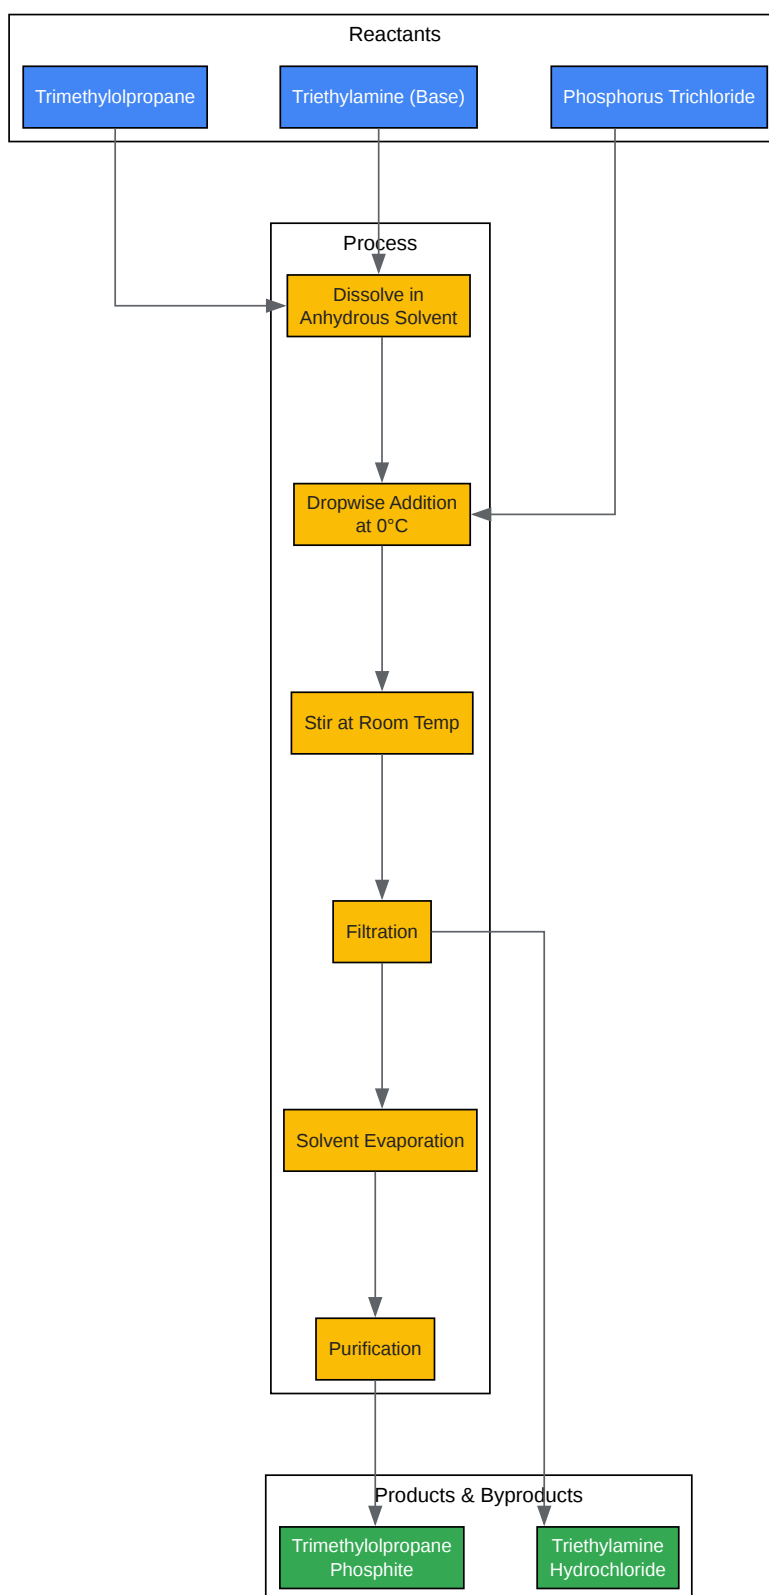 Reactants
Trimethylolpropane
Triethylamine (Base)
Phosphorus Trichloride
Process
Dissolve in
Anhydrous Solvent
Dropwise Addition
at 0°C
Stir at Room Temp
Filtration
Solvent Evaporation
Purification
Products & Byproducts
Trimethylolpropane
Phosphite
Triethylamine
Hydrochloride